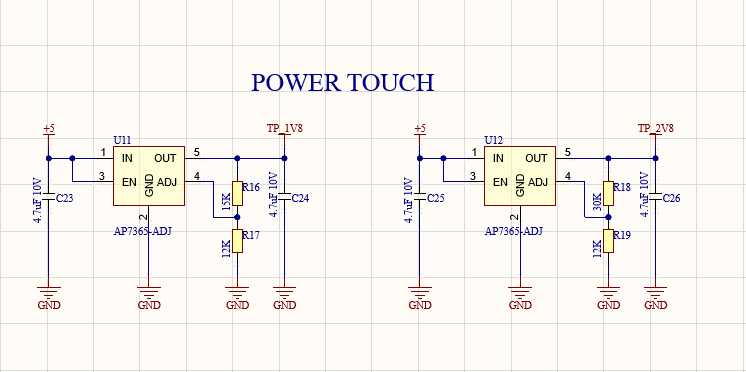 POWER TOUCH
+5
U11
TP_1V8
1 IN OUT 5
3 EN GND ADJ 4
2
AP7365-ADJ
4.7uF 10V
C23
R16
15K
R17
12K
4.7uF 10V
C24
GND
GND
GND
GND
+5
U12
TP_2V8
1 IN OUT 5
3 EN GND ADJ 4
2
AP7365-ADJ
4.7uF 10V
C25
R18
30K
R19
12K
4.7uF 10V
C26
GND
GND
GND
GND